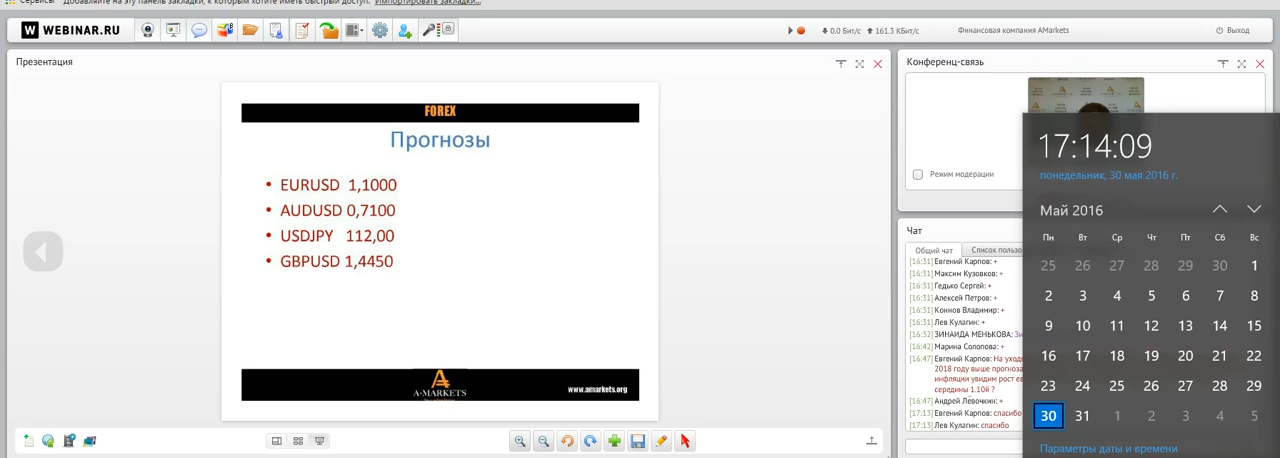 Сервисы
Добавляйте на эту панель закладки, к которым хотите иметь быстрый доступ. Импортировать закладки...
W WEBINAR.RU
0.0 Бит/с 161.3 КБит/с
Финансовая компания AMarkets
Выход
Презентация
FOREX
Прогнозы
• EURUSD 1,1000
• AUDUSD 0,7100
• USDJPY 112,00
• GBPUSD 1,4450
A-MARKETS
www.amarkets.org
Конференц-связь
Режим модерации
Чат
Общий чат
Список пользо
[16:31] Евгений Карпов: +
[16:31] Максим Кузовков: +
[16:31] Гедько Сергей: +
[16:31] Алексей Петров: +
[16:31] Коннов Владимир: +
[16:31] Лев Кулагин: +
[16:32] ЗИНАИДА МЕНЬКОВА:
[16:42] Марина Солопова: +
[16:47] Евгений Карпов: На уход
2018 году выше прогноза
инфляции увидим рост ев
середины 1.10й ?
[16:47] Андрей Лёвочкин: +
[17:13] Евгений Карпов: спасибо
[17:13] Лев Кулагин: спасибо
17:14:09
понедельник, 30 мая 2016 г.
Май 2016
Пн Вт Ср Чт Пт Сб Вс
25 26 27 28 29 30 1
2 3 4 5 6 7 8
9 10 11 12 13 14 15
16 17 18 19 20 21 22
23 24 25 26 27 28 29
30 31 1 2 3 4 5
Параметры даты и времени